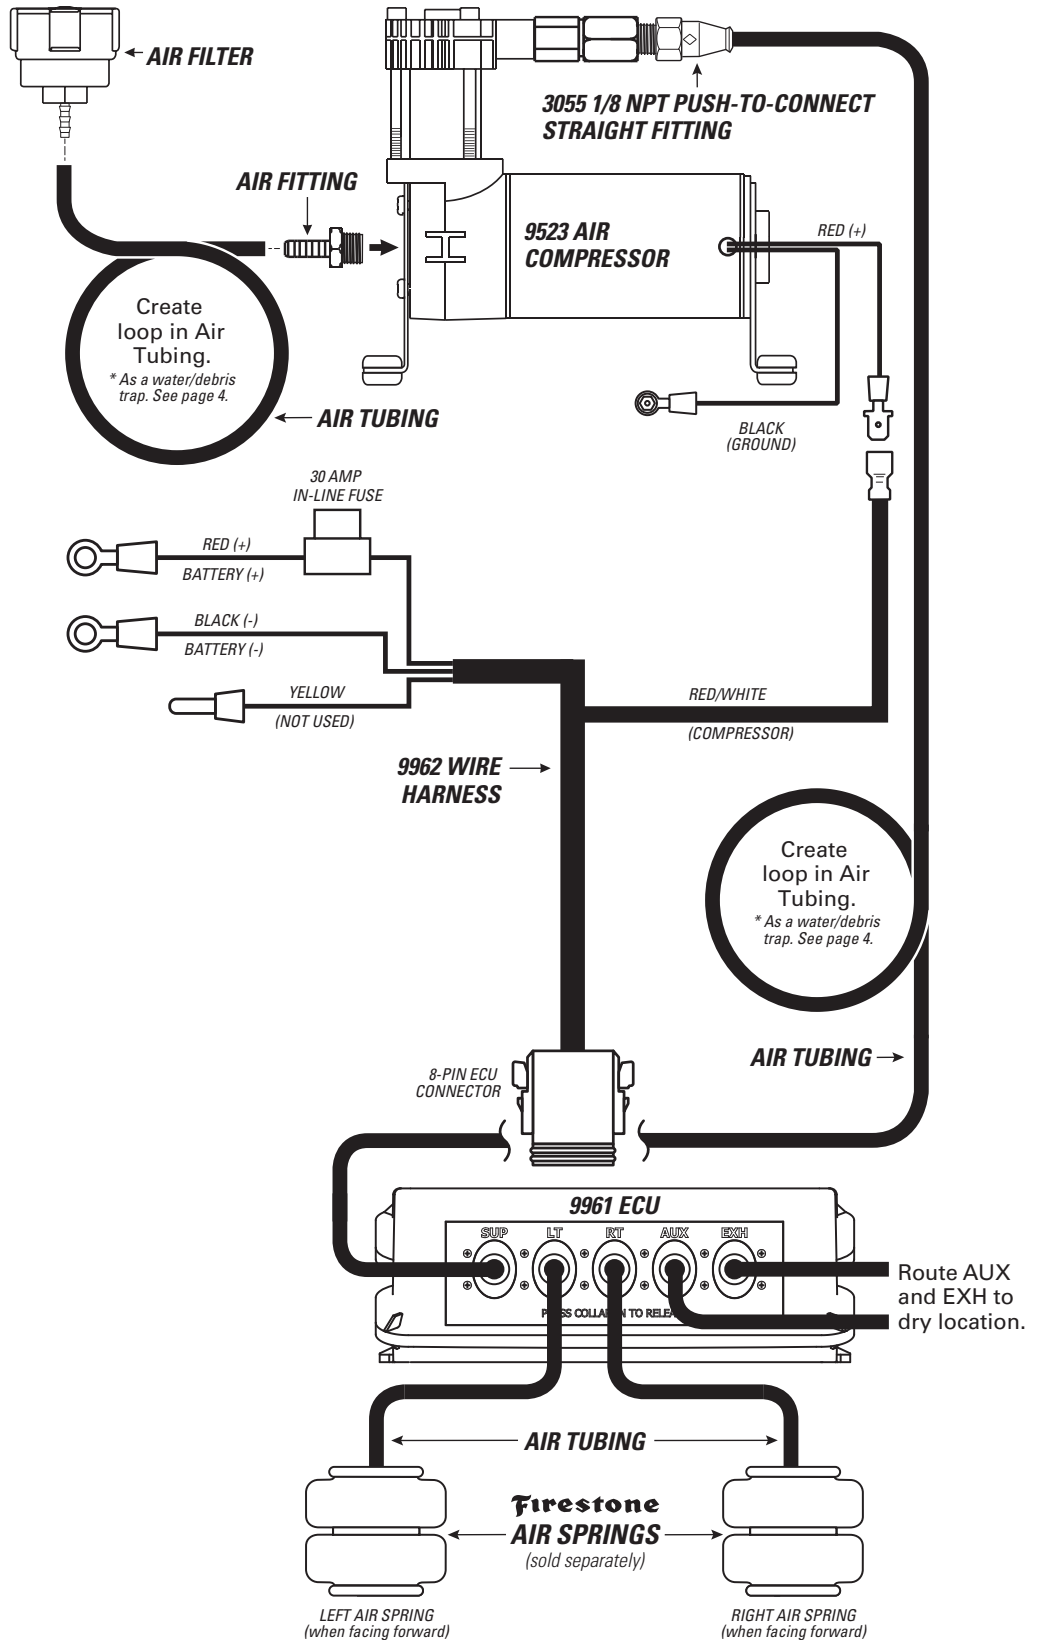 AIR FILTER
3055 1/8 NPT PUSH-TO-CONNECT
STRAIGHT FITTING
AIR FITTING
9523 AIR
COMPRESSOR
RED (+)
Create
loop in Air
Tubing.
* As a water/debris
trap. See page 4.
AIR TUBING
BLACK
(GROUND)
30 AMP
IN-LINE FUSE
RED (+)
BATTERY (+)
BLACK (-)
BATTERY (-)
YELLOW
(NOT USED)
RED/WHITE
(COMPRESSOR)
9962 WIRE
HARNESS
Create
loop in Air
Tubing.
* As a water/debris
trap. See page 4.
AIR TUBING
8-PIN ECU
CONNECTOR
9961 ECU
SUP LT RT AUX EXH
COLLAR TO
Route AUX
and EXH to
dry location.
AIR TUBING
Firestone
AIR SPRINGS
(sold separately)
LEFT AIR SPRING
(when facing forward)
RIGHT AIR SPRING
(when facing forward)